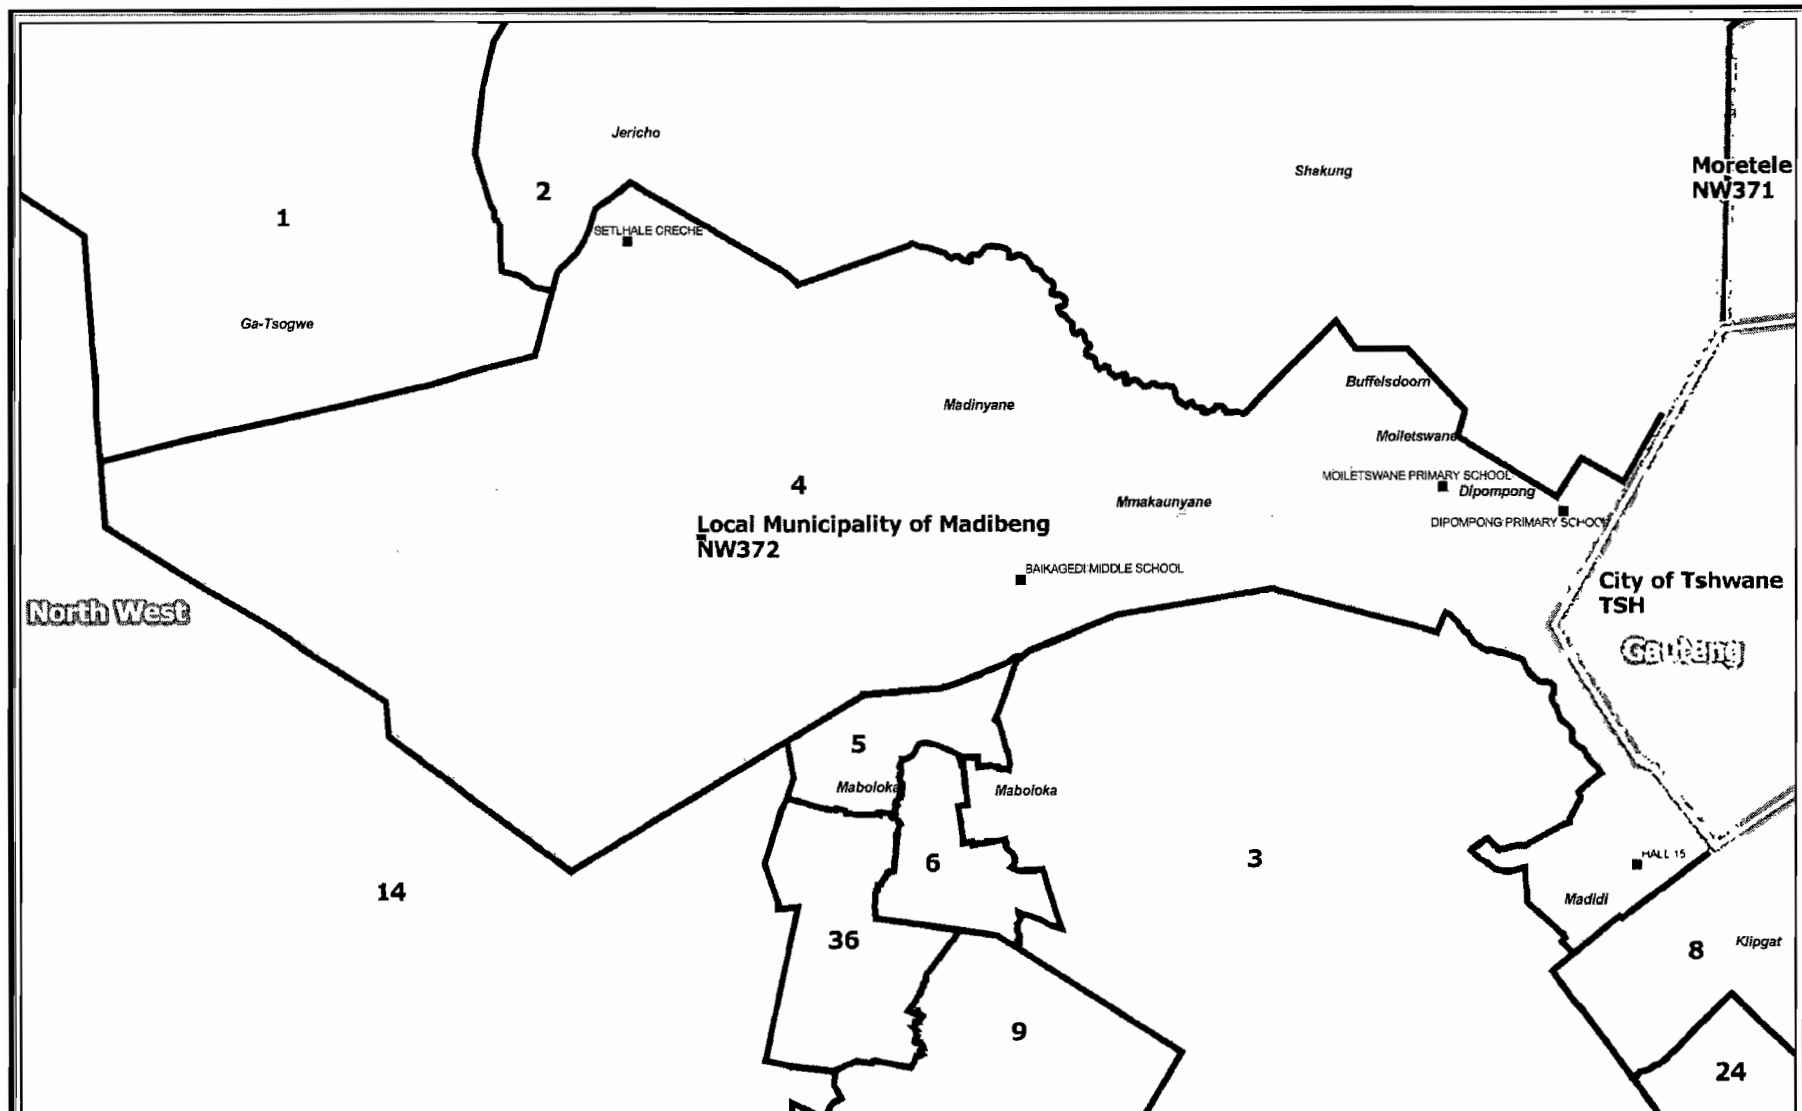 Jericho
Shakung
Moretele
NW371
2
1
SETLHALE CRECHE
Ga-Tsogwe
Buffelsdoorn
Madinyane
Moiletswane
MOILETSWANE PRIMARY SCHOOL
4
Dipompong
Mmakaunyane
DIPOMPONG PRIMARY SCHOOL
Local Municipality of Madibeng
NW372
BAIKAGEDI MIDDLE SCHOOL
City of Tshwane
TSH
North West
Gauteng
5
Maboloka
Maboloka
6
3
HALL 15
14
Madidi
36
8
Klipgat
9
24